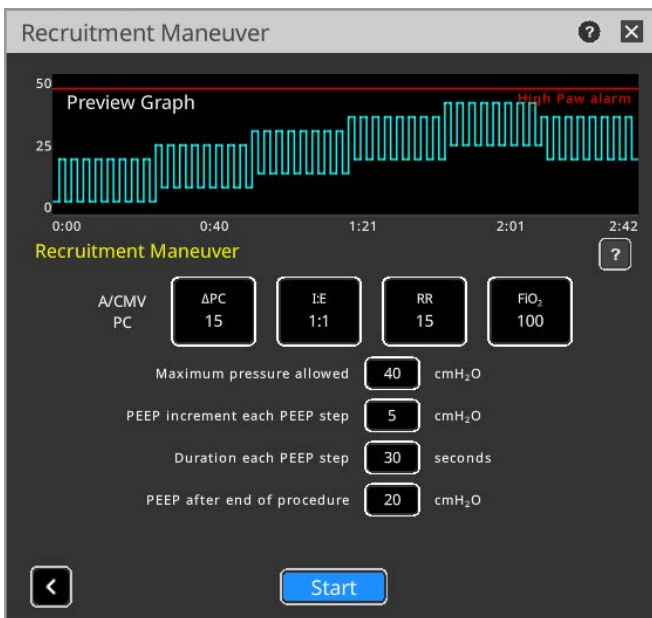 Recruitment Maneuver ?
50
Preview Graph High Paw alarm
25
0
0:00 0:40 1:21 2:01 2:42
Recruitment Maneuver ?
A/CMV PC
ΔPC I:E RR FiO₂
15 1:1 15 100
Maximum pressure allowed 40 cmH₂O
PEEP increment each PEEP step 5 cmH₂O
Duration each PEEP step 30 seconds
PEEP after end of procedure 20 cmH₂O
Start